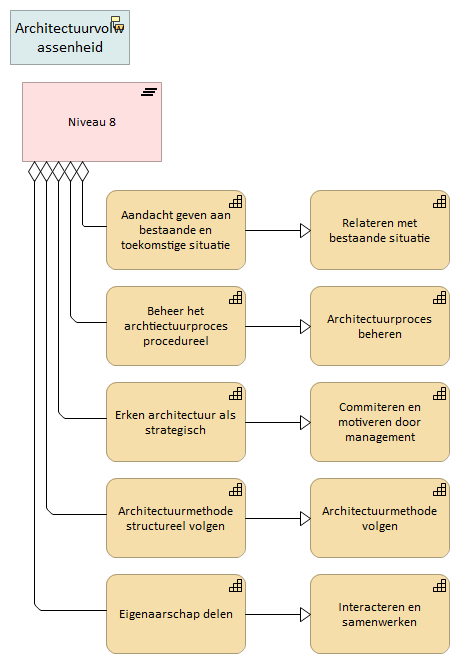 Architectuurvolw
assenheid
Niveau 8
Aandacht geven aan
bestaande en
toekomstige situatie
Relateren met
bestaande situatie
Beheer het
archtiectuurproces
procedureel
Architectuurproces
beheren
Erken architectuur als
strategisch
Commiteren en
motiveren door
management
Architectuurmethode
structureel volgen
Architectuurmethode
volgen
Eigenaarschap delen
Interacteren en
samenwerken